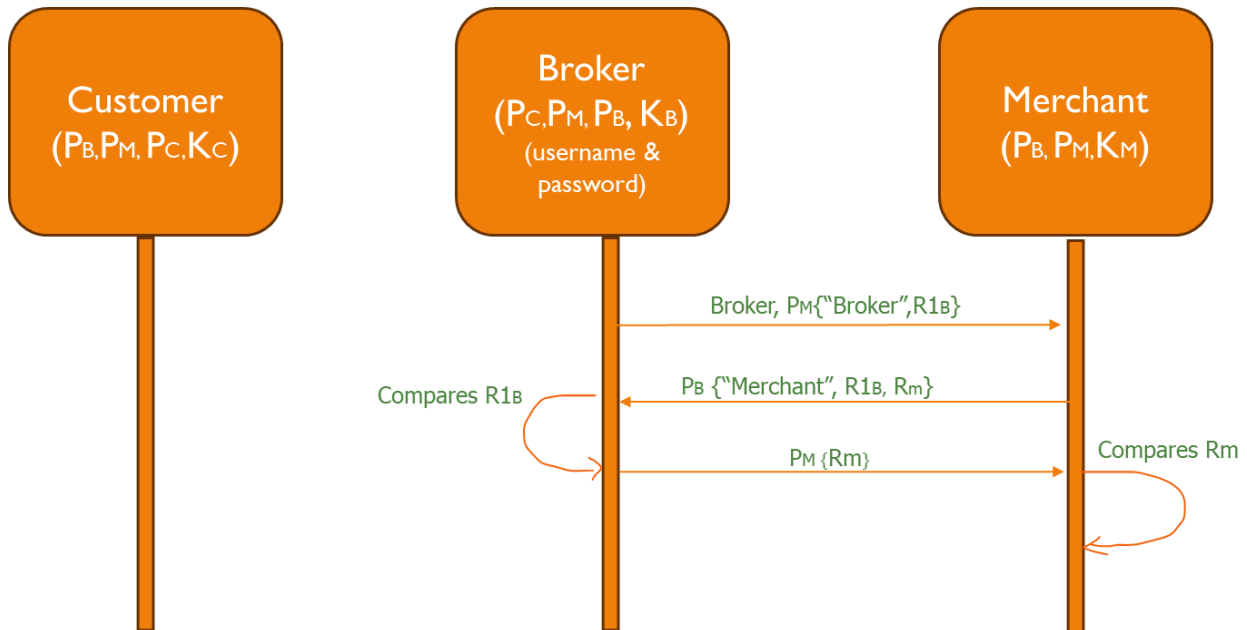 Customer
(PB,PM, PC,KC)
Broker
(PC,PM, PB, KB)
(username &
password)
Merchant
(PB, PM,KM)
Broker, PM{“Broker”,R1B}
Compares R1B
PB {“Merchant”, R1B, Rm}
PM {Rm}
Compares Rm